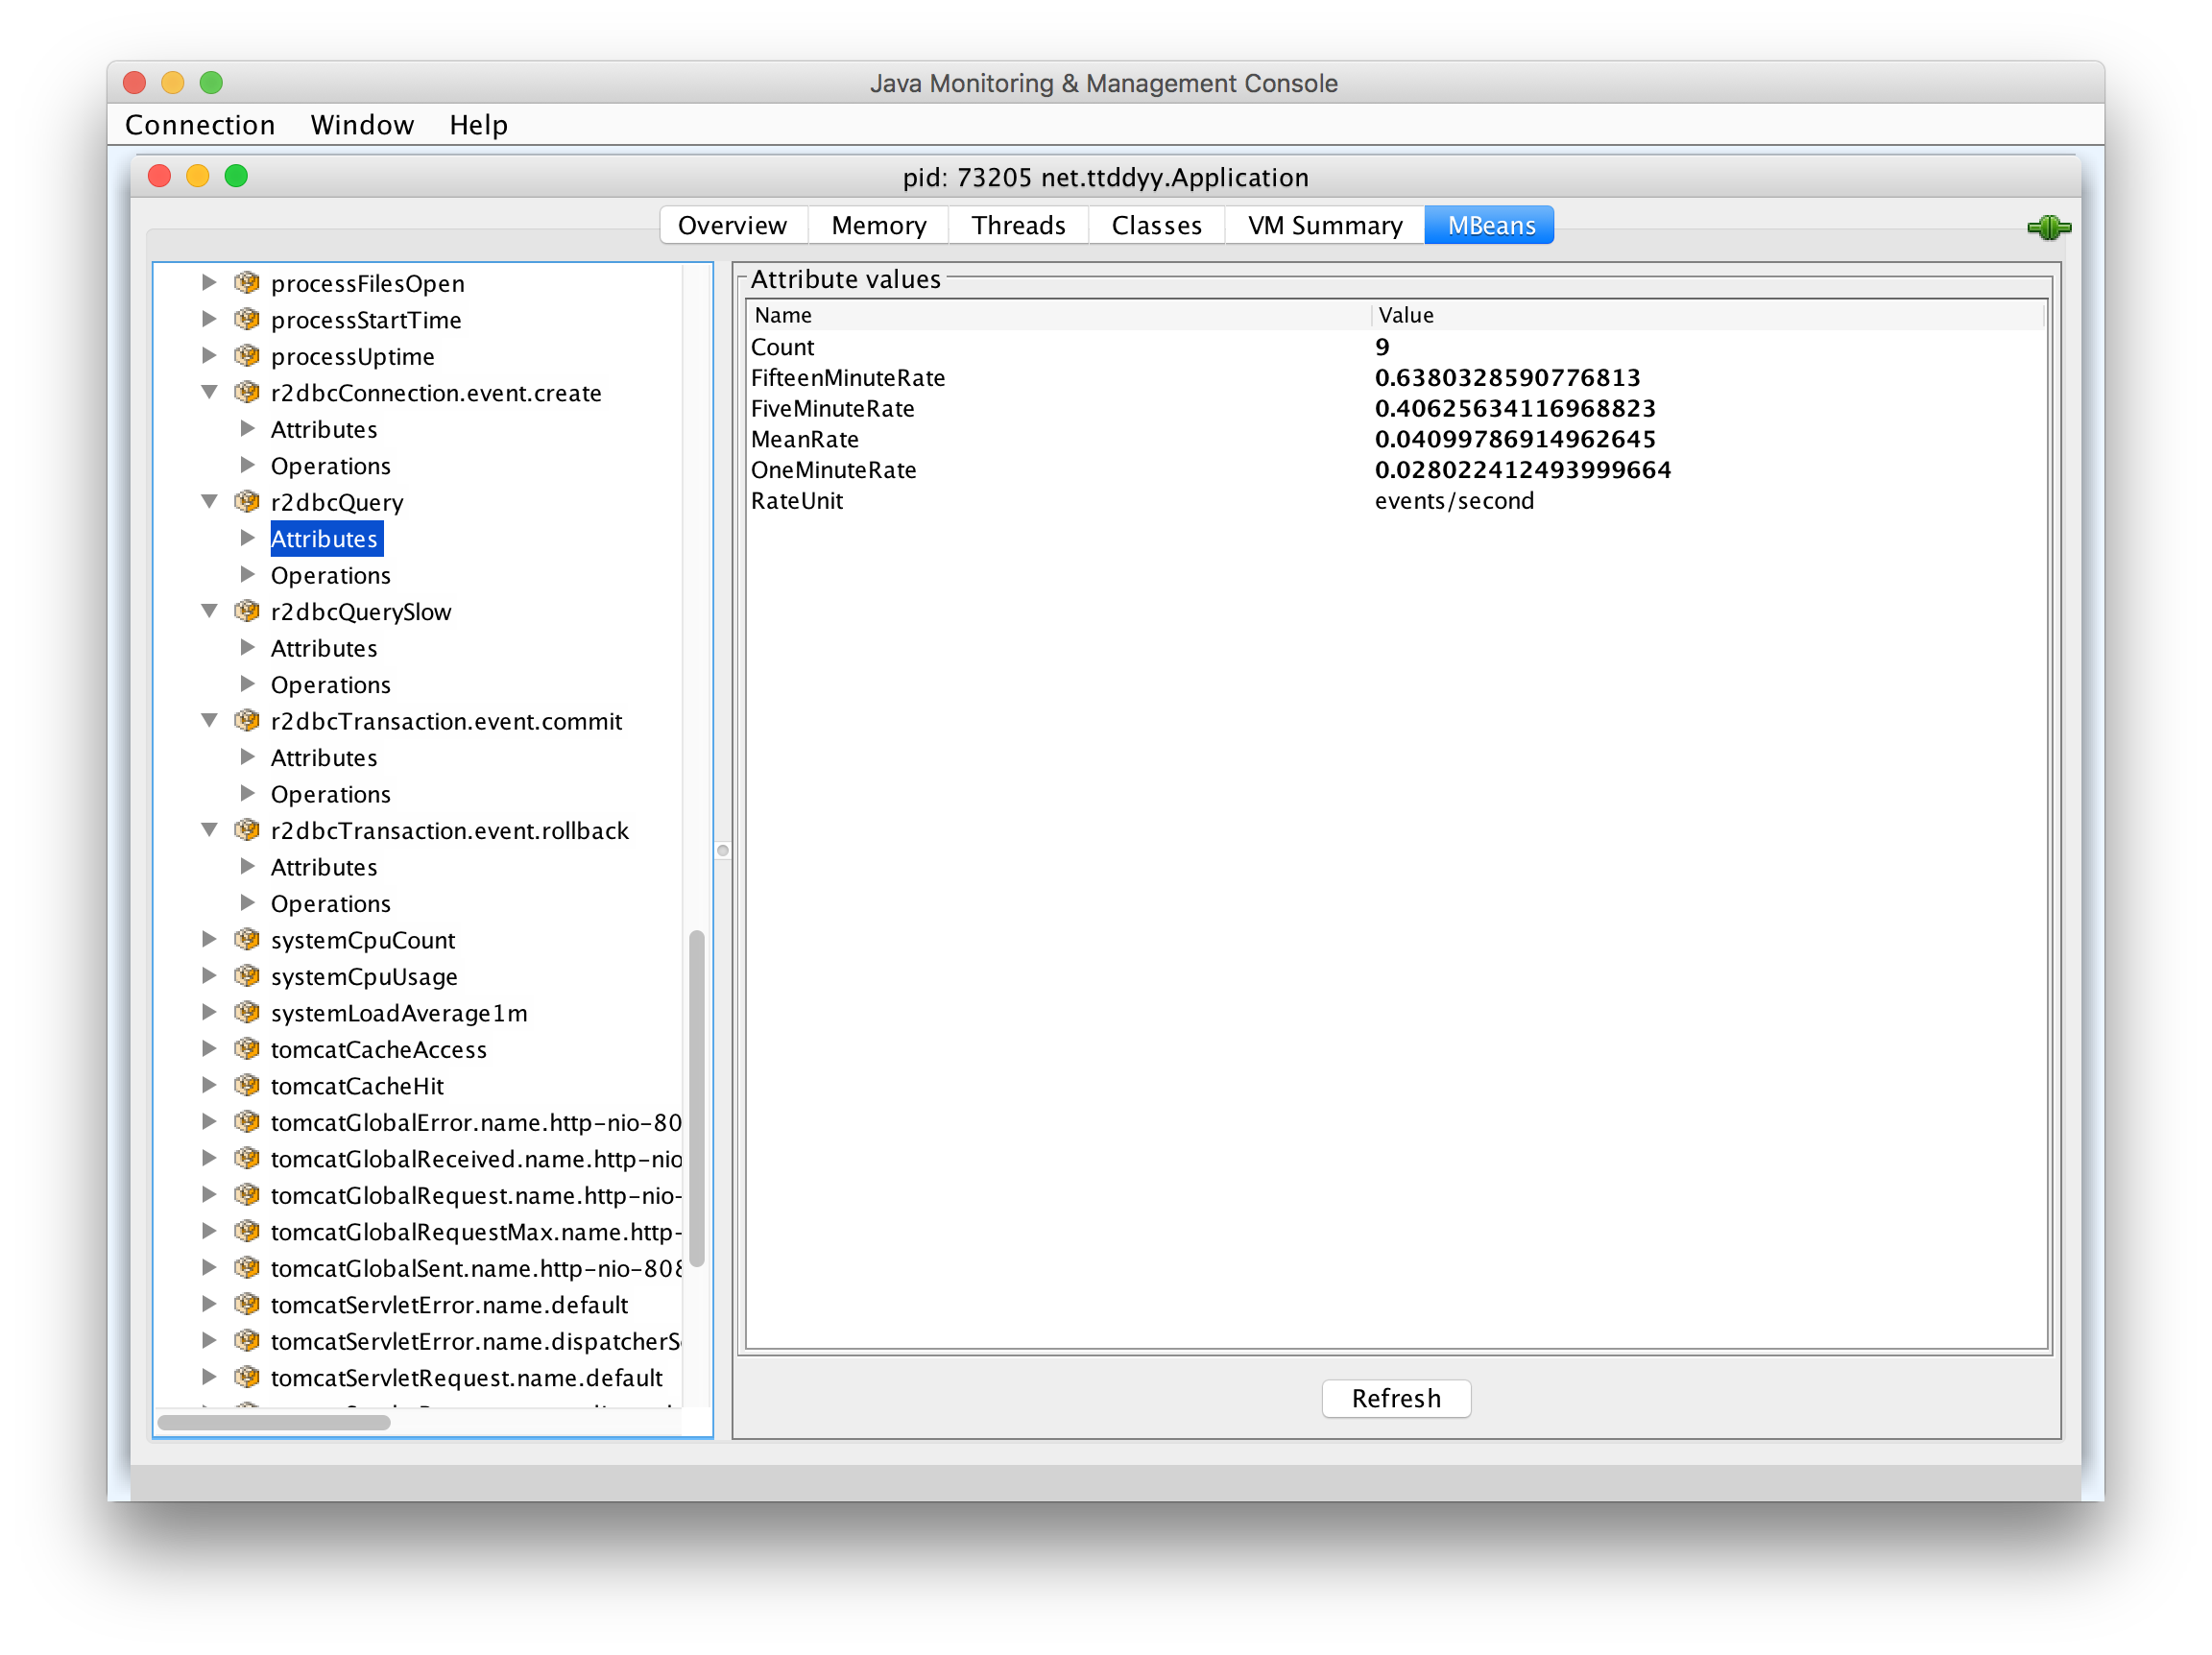 Java Monitoring & Management Console
Connection Window Help
pid: 73205 net.ttddyy.Application
Overview Memory Threads Classes VM Summary MBeans
processFilesOpen
processStartTime
processUptime
r2dbcConnection.event.create
Attributes
Operations
r2dbcQuery
Attributes
Operations
r2dbcQuerySlow
Attributes
Operations
r2dbcTransaction.event.commit
Attributes
Operations
r2dbcTransaction.event.rollback
Attributes
Operations
systemCpuCount
systemCpuUsage
systemLoadAverage1m
tomcatCacheAccess
tomcatCacheHit
tomcatGlobalError.name.http-nio-80
tomcatGlobalReceived.name.http-nio
tomcatGlobalRequest.name.http-nio-
tomcatGlobalRequestMax.name.http-
tomcatGlobalSent.name.http-nio-808
tomcatServletError.name.default
tomcatServletError.name.dispatcherS
tomcatServletRequest.name.default
Attribute values
Name Value
Count 9
FifteenMinuteRate 0.6380328590776813
FiveMinuteRate 0.40625634116968823
MeanRate 0.04099786914962645
OneMinuteRate 0.028022412493999664
RateUnit events/second
Refresh